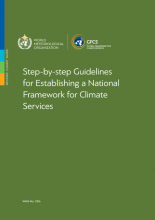 WORLD
METEOROLOGICAL
ORGANIZATION
GFCS
Step-by-step Guidelines
for Establishing a National
Framework for Climate
Services